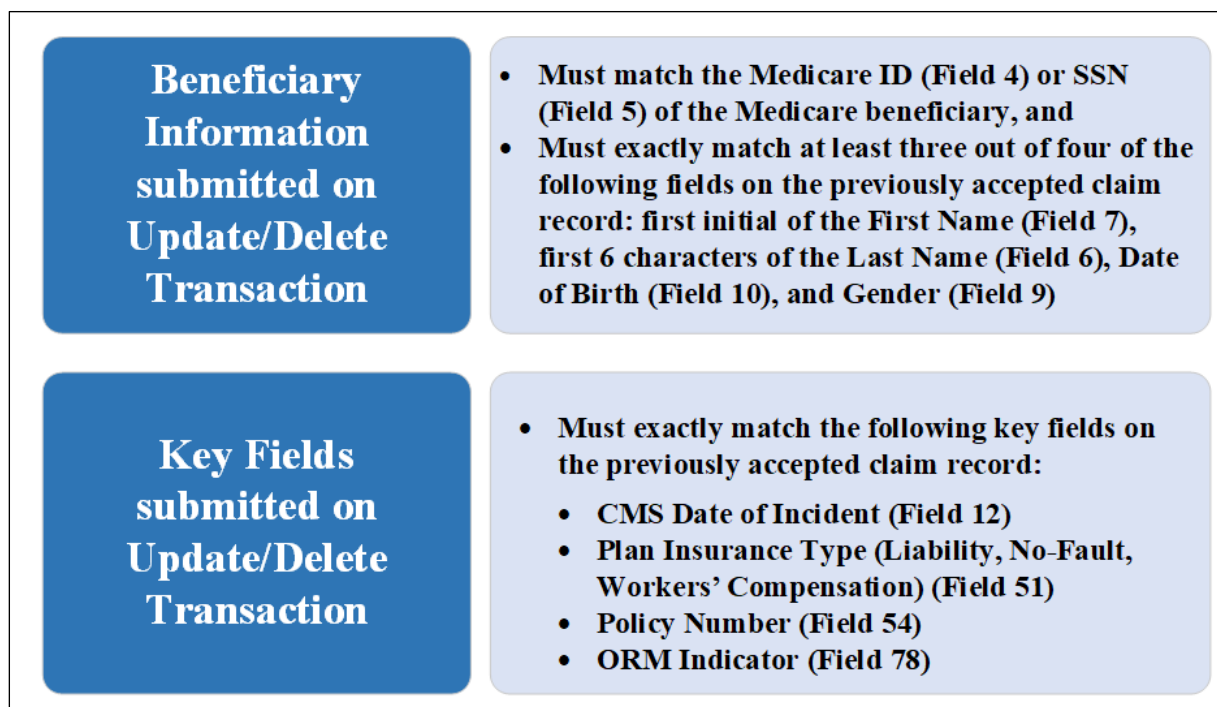 Beneficiary
Information
submitted on
Update/Delete
Transaction
• Must match the Medicare ID (Field 4) or SSN
(Field 5) of the Medicare beneficiary, and
• Must exactly match at least three out of four of the
following fields on the previously accepted claim
record: first initial of the First Name (Field 7),
first 6 characters of the Last Name (Field 6), Date
of Birth (Field 10), and Gender (Field 9)
Key Fields
submitted on
Update/Delete
Transaction
• Must exactly match the following key fields on
the previously accepted claim record:
• CMS Date of Incident (Field 12)
• Plan Insurance Type (Liability, No-Fault,
Workers’ Compensation) (Field 51)
• Policy Number (Field 54)
• ORM Indicator (Field 78)